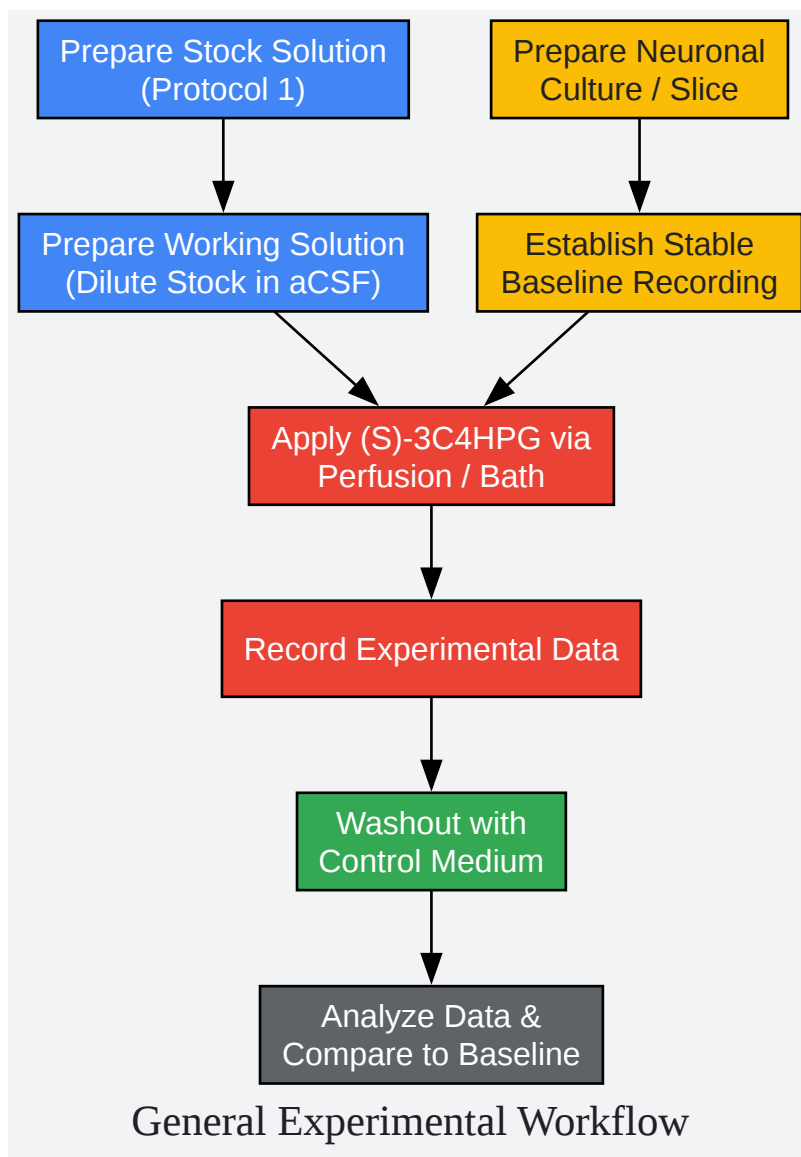 Prepare Stock Solution
(Protocol 1)
Prepare Neuronal
Culture / Slice
Prepare Working Solution
(Dilute Stock in aCSF)
Establish Stable
Baseline Recording
Apply (S)-3C4HPG via
Perfusion / Bath
Record Experimental Data
Washout with
Control Medium
Analyze Data &
Compare to Baseline
General Experimental Workflow